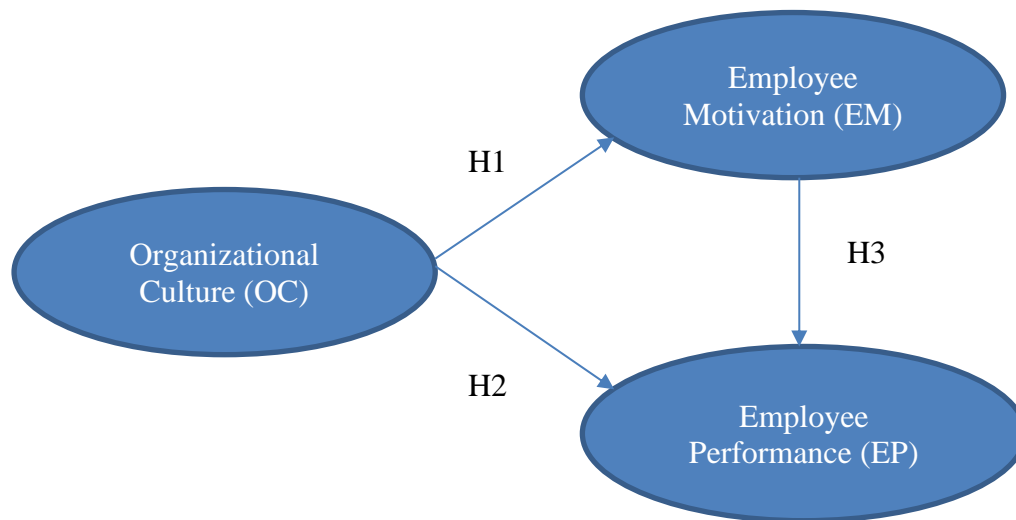 Employee
Motivation (EM)
H1
Organizational
Culture (OC)
H3
H2
Employee
Performance (EP)